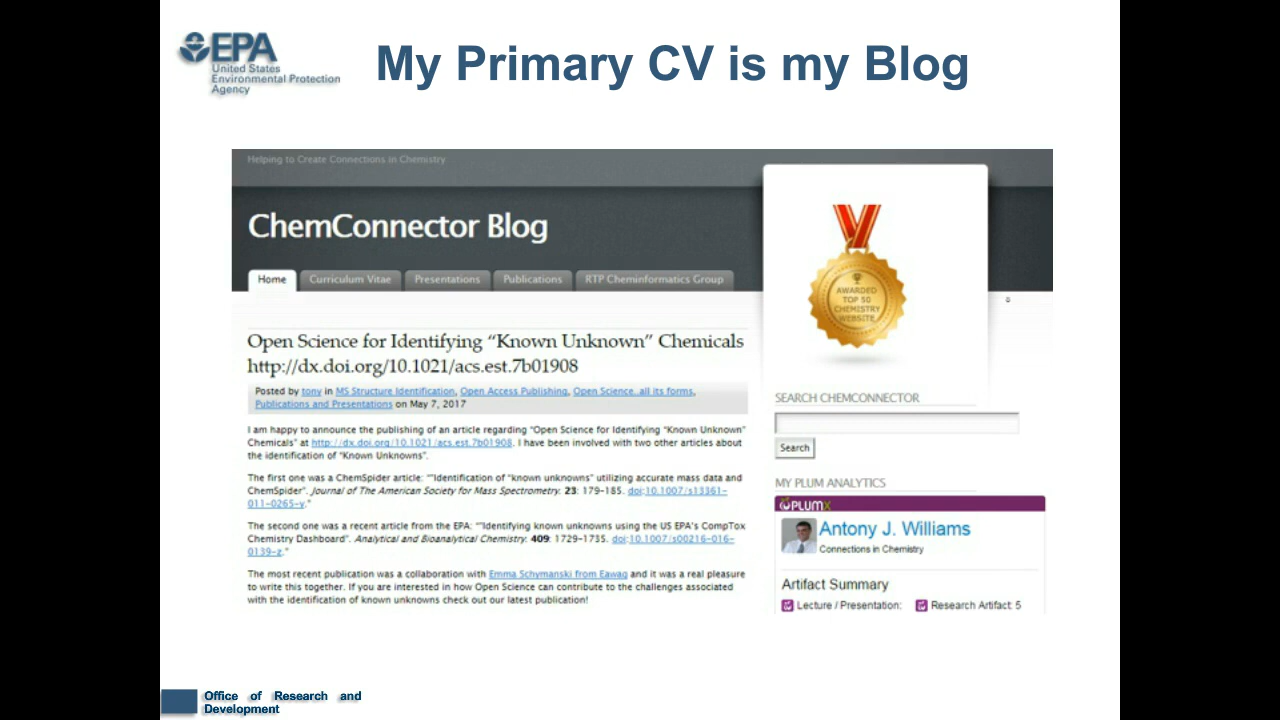 EPA
United States
Environmental Protection
Agency
My Primary CV is my Blog
Helping to Create Connections in Chemistry
ChemConnector Blog
Home
Curriculum Vitae
Presentations
Publications
RTP Cheminformatics Group
AWARDED
TOP 50
CHEMISTRY
WEBSITE
Open Science for Identifying “Known Unknown” Chemicals
http://dx.doi.org/10.1021/acs.est.7b01908
Posted by tony in MS Structure Identification, Open Access Publishing, Open Science..all its forms,
Publications and Presentations on May 7, 2017
I am happy to announce the publishing of an article regarding “Open Science for Identifying “Known Unknown”
Chemicals” at http://dx.doi.org/10.1021/acs.est.7b01908. I have been involved with two other articles about
the identification of “Known Unknowns”.
The first one was a ChemSpider article: “"Identification of “known unknowns” utilizing accurate mass data and
ChemSpider”. Journal of The American Society for Mass Spectrometry. 23: 179–185. doi:10.1007/s13361-
011-0265-y.”
The second one was a recent article from the EPA: “"Identifying known unknowns using the US EPA’s CompTox
Chemistry Dashboard”. Analytical and Bioanalytical Chemistry. 409: 1729–1735. doi:10.1007/s00216-016-
0139-z.”
The most recent publication was a collaboration with Emma Schymanski from Eawag and it was a real pleasure
to write this together. If you are interested in how Open Science can contribute to the challenges associated
with the identification of known unknowns check out our latest publication!
SEARCH CHEMCONNECTOR
Search
MY PLUM ANALYTICS
PLUMX
Antony J. Williams
Connections in Chemistry
Artifact Summary
Lecture / Presentation:
Research Artifact: 5
Office of Research and
Development